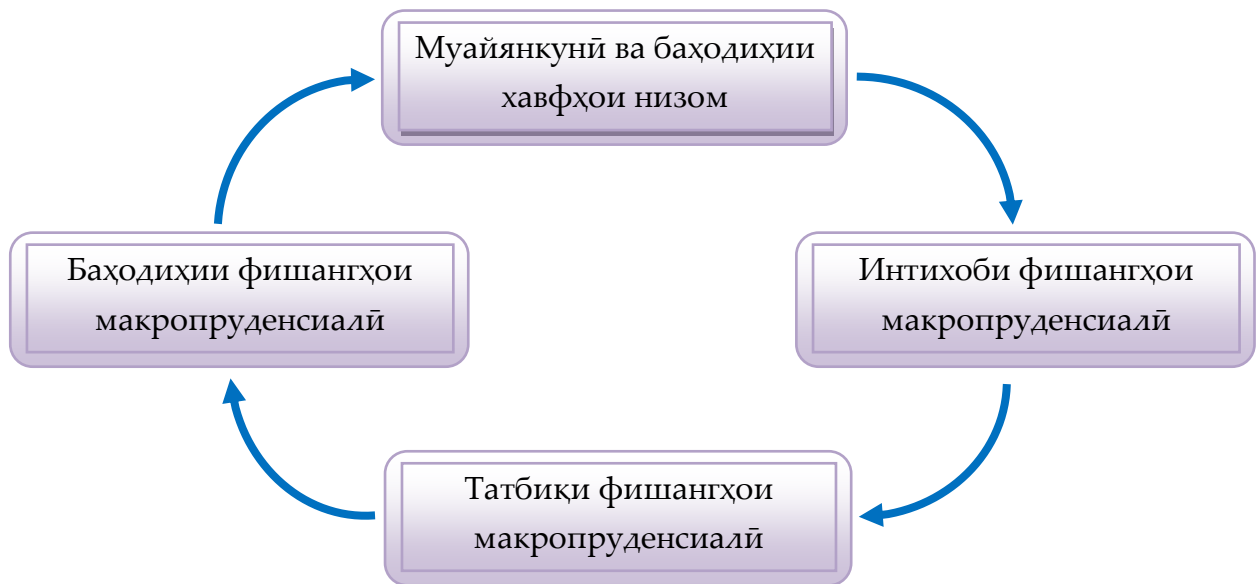 Муайянкунӣ ва баҳодиҳии
хавфҳои низом
Баҳодиҳии фишангҳои
макропруденсиалӣ
Интихоби фишангҳои
макропруденсиалӣ
Татбиқи фишангҳои
макропруденсиалӣ